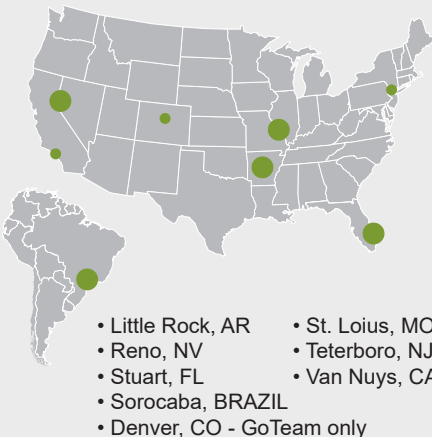 • Little Rock, AR
• Reno, NV
• Stuart, FL
• Sorocaba, BRAZIL
• Denver, CO - GoTeam only
• St. Loius, MO
• Teterboro, NJ
• Van Nuys, CA